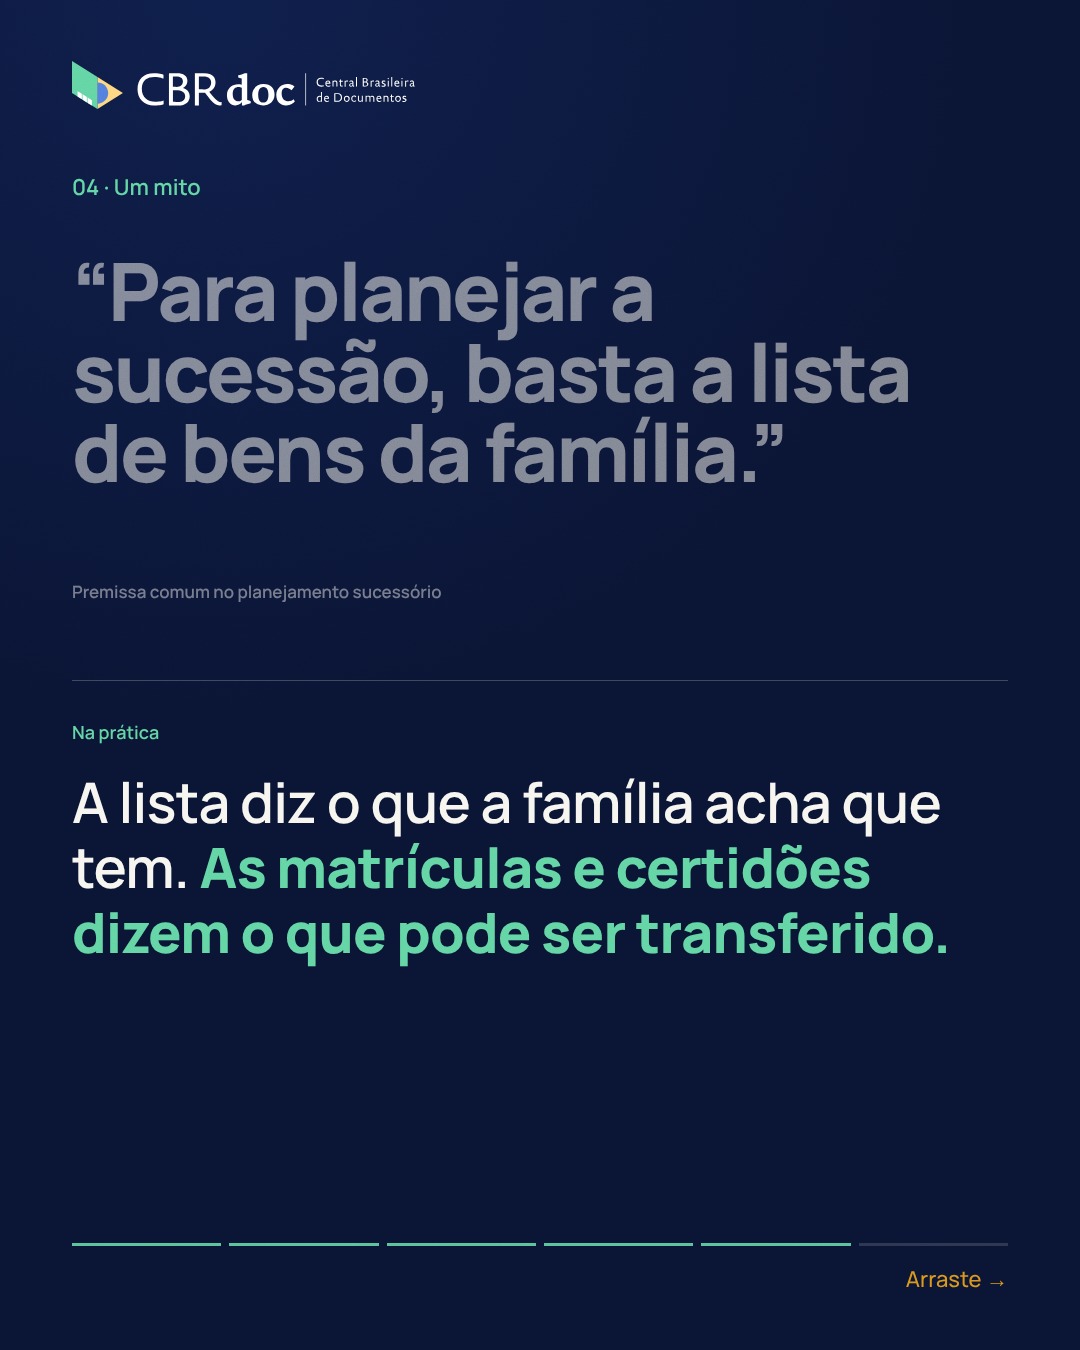 CBRdoc
Central Brasileira
de Documentos
04 · Um mito
“Para planejar a
sucessão, basta a lista
de bens da família.”
Premissa comum no planejamento sucessório
Na prática
A lista diz o que a família acha que
tem. As matrículas e certidões
dizem o que pode ser transferido.
Arraste →